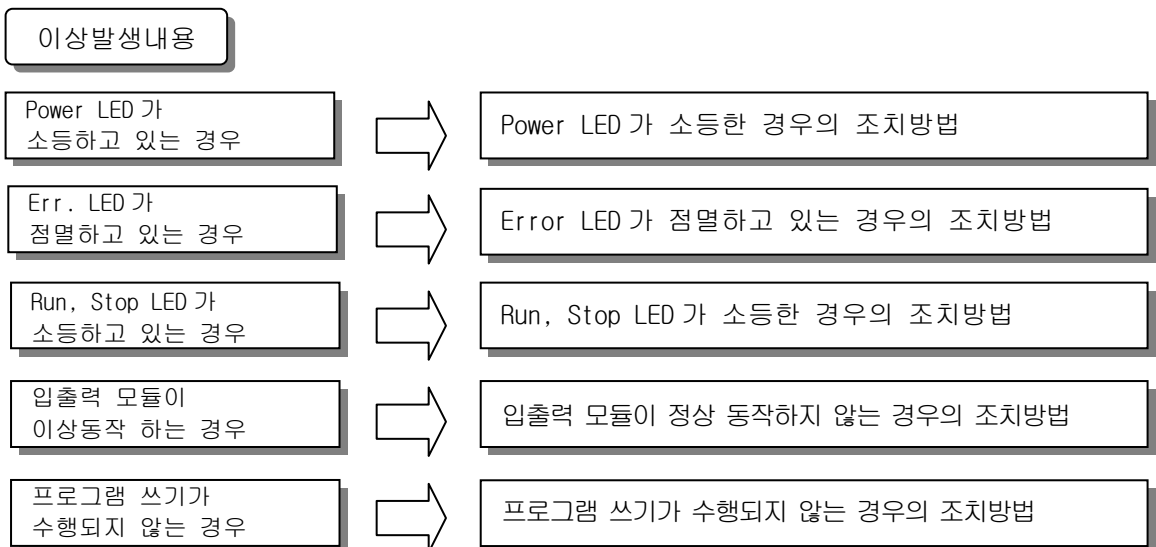 이상발생내용
Power LED 가
소등하고 있는 경우
Power LED 가 소등한 경우의 조치방법
Err. LED 가
점멸하고 있는 경우
Error LED 가 점멸하고 있는 경우의 조치방법
Run, Stop LED 가
소등하고 있는 경우
Run, Stop LED 가 소등한 경우의 조치방법
입출력 모듈이
이상동작 하는 경우
입출력 모듈이 정상 동작하지 않는 경우의 조치방법
프로그램 쓰기가
수행되지 않는 경우
프로그램 쓰기가 수행되지 않는 경우의 조치방법